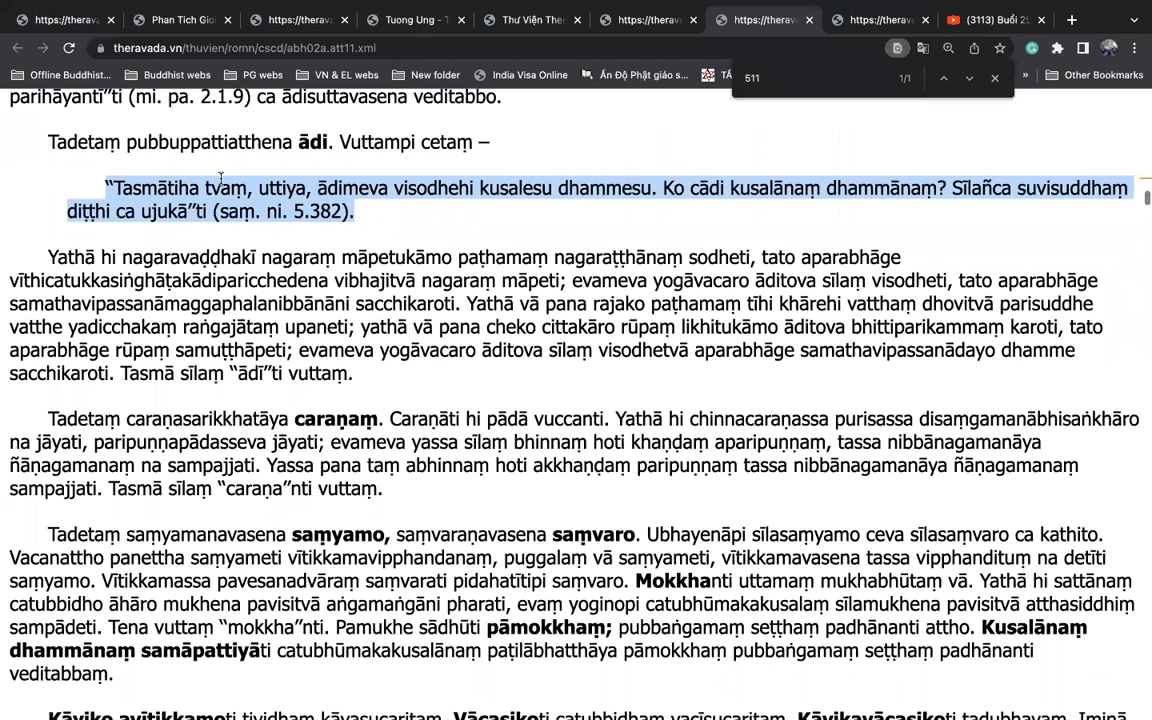 https://therava
Phan Tich Gio
https://therava
Tuong Ung - T
Thư Viện The
https://therava
https://therava
https://therava
(3113) Buổi 25
theravada.vn/thuvien/romn/cscd/abh02a.att11.xml
Offline Buddhist...
Buddhist webs
PG webs
VN & EL webs
New folder
India Visa Online
Ấn Độ Phật giáo s...
TẤ
»
Other Bookmarks
511
1/1
parihāyantī”ti (mi. pa. 2.1.9) ca ādisuttavasena veditabbo.
Tadetaṃ pubbuppattiatthena ādi. Vuttampi cetaṃ –
“Tasmātiha tvaṃ, uttiya, ādimeva visodhehi kusalesu dhammesu. Ko cādi kusalānaṃ dhammānaṃ? Sīlañca suvisuddhaṃ
diṭṭhi ca ujukā”ti (saṃ. ni. 5.382).
Yathā hi nagaravaḍḍhakī nagaraṃ māpetukāmo paṭhamaṃ nagaraṭṭhānaṃ sodheti, tato aparabhāge
vīthicatukkasiṅghāṭakādiparicchedena vibhajitvā nagaraṃ māpeti; evameva yogāvacaro āditova sīlaṃ visodheti, tato aparabhāge
samathavipassanāmaggaphalanibbānāni sacchikaroti. Yathā vā pana rajako paṭhamaṃ tīhi khārehi vatthaṃ dhovitvā parisuddhe
vatthe yadicchakaṃ raṅgajātaṃ upaneti; yathā vā pana cheko cittakāro rūpaṃ likhitukāmo āditova bhittiparikammaṃ karoti, tato
aparabhāge rūpaṃ samuṭṭhāpeti; evameva yogāvacaro āditova sīlaṃ visodhetvā aparabhāge samathavipassanādayo dhamme
sacchikaroti. Tasmā sīlaṃ “ādī”ti vuttaṃ.
Tadetaṃ caraṇasarikkhatāya caraṇaṃ. Caraṇāti hi pādā vuccanti. Yathā hi chinnacaraṇassa purisassa disaṃgamanābhisaṅkhāro
na jāyati, paripuṇṇapādasseva jāyati; evameva yassa sīlaṃ bhinnaṃ hoti khaṇḍaṃ aparipuṇṇaṃ, tassa nibbānagamanāya
ñāṇagamanaṃ na sampajjati. Yassa pana taṃ abhinnaṃ hoti akkhaṇḍaṃ paripuṇṇaṃ tassa nibbānagamanāya ñāṇagamanaṃ
sampajjati. Tasmā sīlaṃ “caraṇa”nti vuttaṃ.
Tadetaṃ saṃyamanavasena saṃyamo, saṃvaraṇavasena saṃvaro. Ubhayenāpi sīlasaṃyamo ceva sīlasaṃvaro ca kathito.
Vacanattho panettha saṃyameti vītikkamavipphandanaṃ, puggalaṃ vā saṃyameti, vītikkamavasena tassa vipphandituṃ na detīti
saṃyamo. Vītikkamassa pavesanadvāraṃ saṃvarati pidahatītipi saṃvaro. Mokkhanti uttamaṃ mukhabhūtaṃ vā. Yathā hi sattānaṃ
catubbidho āhāro mukhena pavisitvā aṅgamaṅgāni pharati, evaṃ yoginopi catubhūmakakusalaṃ sīlamukhena pavisitvā atthasiddhiṃ
sampādeti. Tena vuttaṃ “mokkha”nti. Pamukhe sādhūti pāmokkhaṃ; pubbaṅgamaṃ seṭṭhaṃ padhānanti attho. Kusalānaṃ
dhammānaṃ samāpattiyāti catubhūmakakusalānaṃ paṭilābhatthāya pāmokkhaṃ pubbaṅgamaṃ seṭṭhaṃ padhānanti
veditabbaṃ.
Kāyiko avītikkamoti tividhaṃ kāyasucaritaṃ. Vācasikoti catubbidhaṃ vacīsucaritaṃ. Kāyikavācasikoti tadubhayaṃ. Iminā